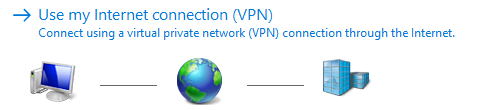 Use my Internet connection (VPN)
Connect using a virtual private network (VPN) connection through the Internet.